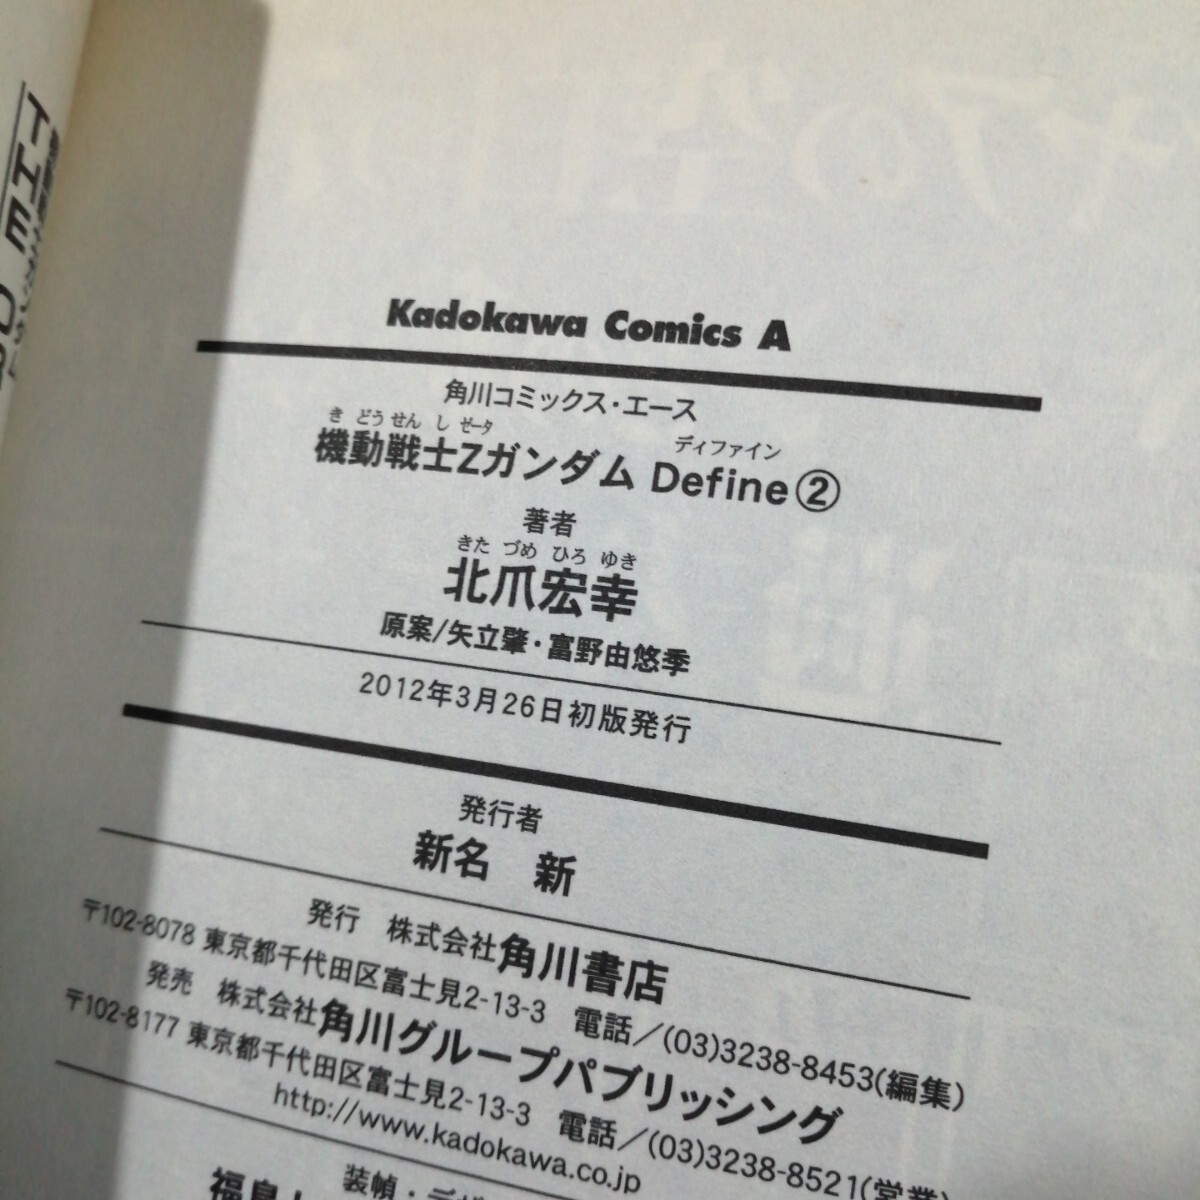 Kadokawa Comics A
角川コミックス・エース
き どう せん し ゼータ
ディファイン
機動戦士Ζガンダム Define②
著者
きた づめ ひろ ゆき
北爪宏幸
原案/矢立肇・富野由悠季
2012年3月26日初版発行
発行者
新名 新
発行 株式会社角川書店
〒102-8078 東京都千代田区富士見2-13-3 電話/(03)3238-8453(編集)
発売 株式会社角川グループパブリッシング
〒102-8177 東京都千代田区富士見2-13-3 電話/(03)3238-8521(営業)
http://www.kadokawa.co.jp
装幀・デザ
福島